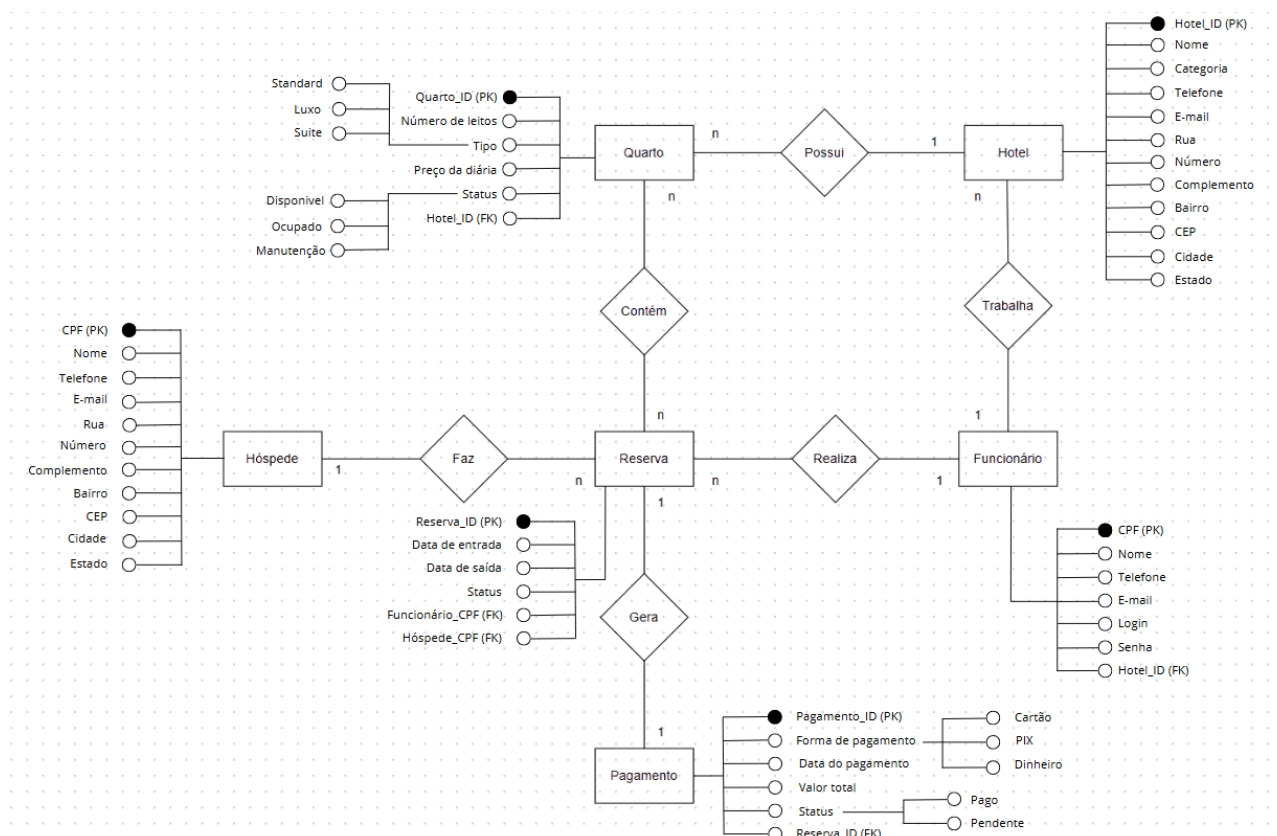 Hotel_ID (PK)
Nome
Categoria
Telefone
E-mail
Rua
Número
Complemento
Bairro
CEP
Cidade
Estado
Standard
Luxo
Suite
Quarto_ID (PK)
Número de leitos
Tipo
Preço da diária
Status
Hotel_ID (FK)
Disponivel
Ocupado
Manutenção
Quarto
n
Possui
1
Hotel
n
n
Contém
Trabalha
n
1
CPF (PK)
Nome
Telefone
E-mail
Rua
Número
Complemento
Bairro
CEP
Cidade
Estado
Hóspede
1
Faz
n
Reserva
n
Realiza
1
Funcionário
1
Reserva_ID (PK)
Data de entrada
Data de saída
Status
Funcionário_CPF (FK)
Hóspede_CPF (FK)
Gera
CPF (PK)
Nome
Telefone
E-mail
Login
Senha
Hotel_ID (FK)
1
Pagamento
Pagamento_ID (PK)
Forma de pagamento
Data do pagamento
Valor total
Status
Reserva_ID (FK)
Cartão
PIX
Dinheiro
Pago
Pendente